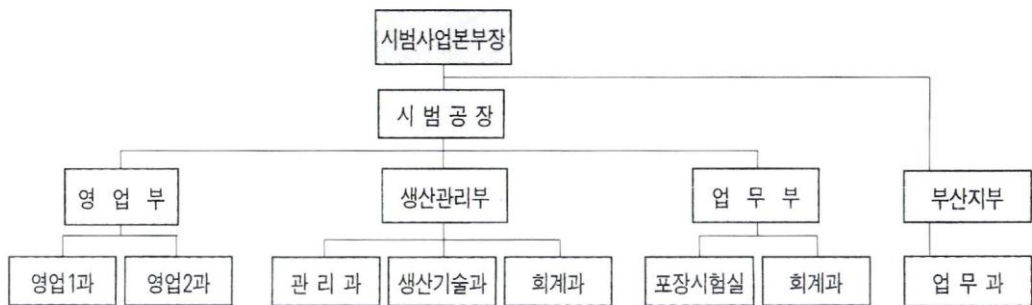 시범사업본부장
시 범 공 장
영 업 부 생산관리부 업 무 부 부산지부
영업1과 영업2과 관 리 과 생산기술과 회계과 포장시험실 회계과 업 무 과